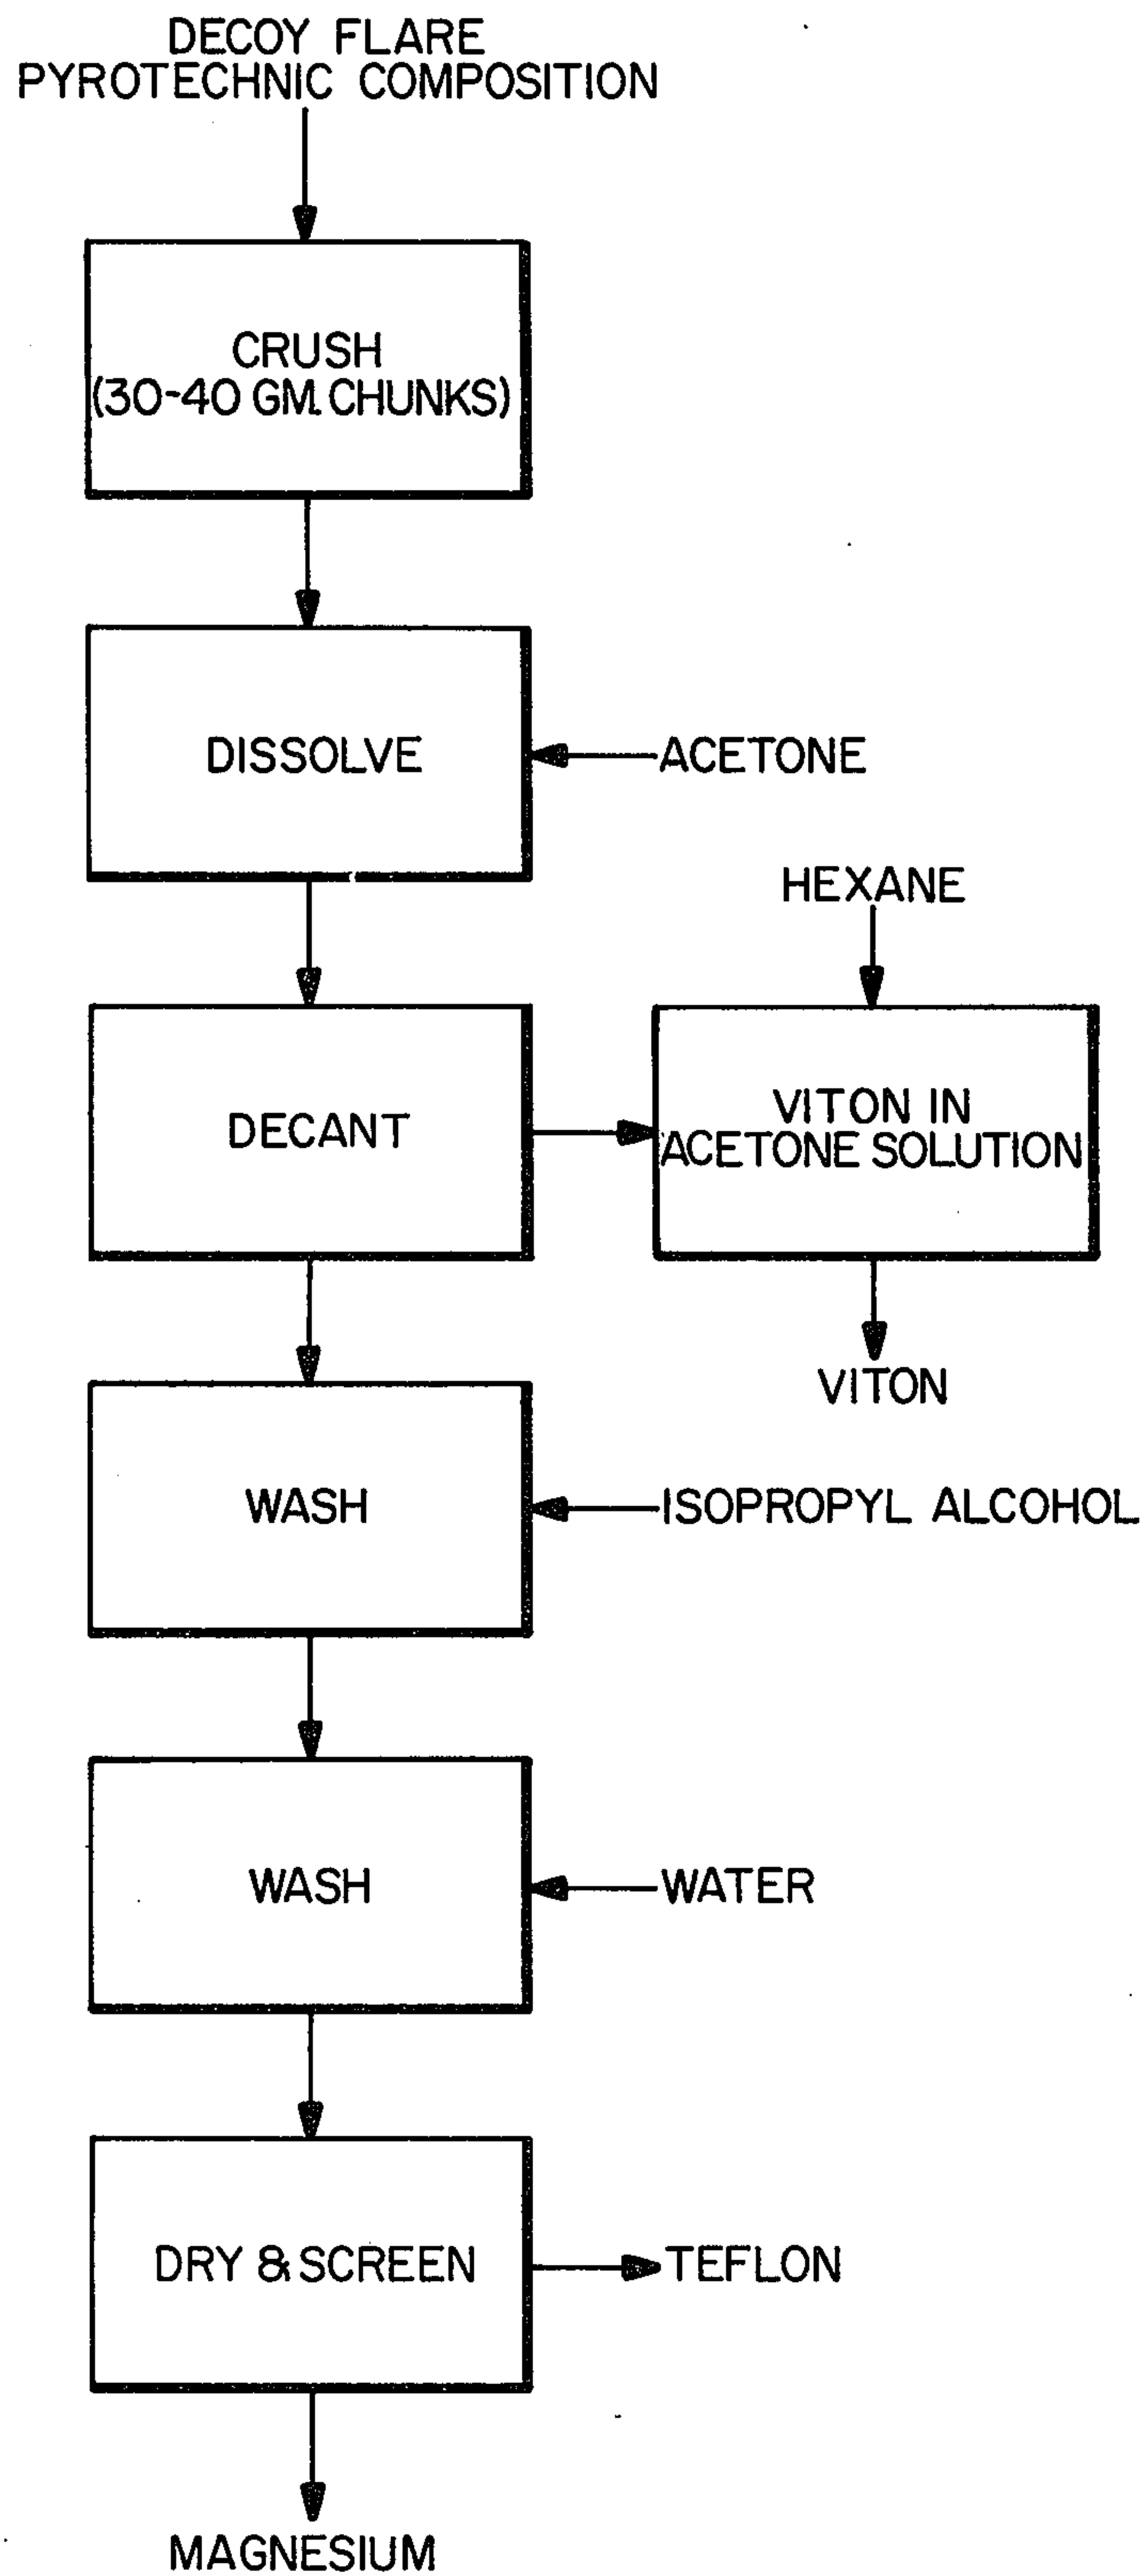 DECOY FLARE
PYROTECHNIC COMPOSITION
CRUSH
(30-40 GM. CHUNKS)
DISSOLVE
ACETONE
HEXANE
DECANT
VITON IN
ACETONE SOLUTION
VITON
WASH
ISOPROPYL ALCOHOL
WASH
WATER
DRY & SCREEN
TEFLON
MAGNESIUM